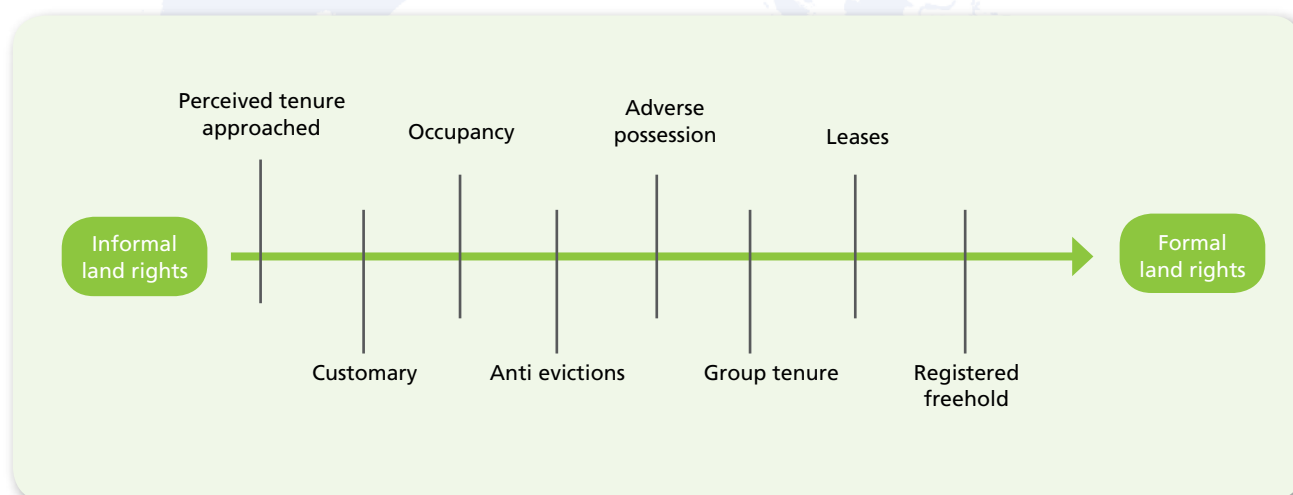 Perceived tenure
approached
Occupancy
Adverse
possession
Leases
Informal
land rights
Formal
land rights
Customary
Anti evictions
Group tenure
Registered
freehold